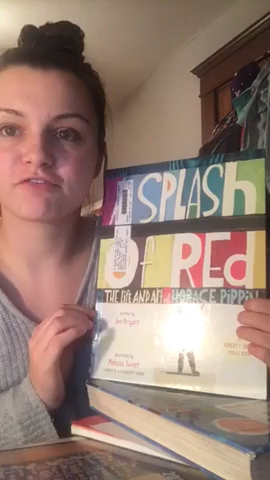 A SPLASh
Of REd
THE LIFE ANd ART of HORACE PiPPiN
written by
Jen Bryant
illustrated by
Melissa Sweet